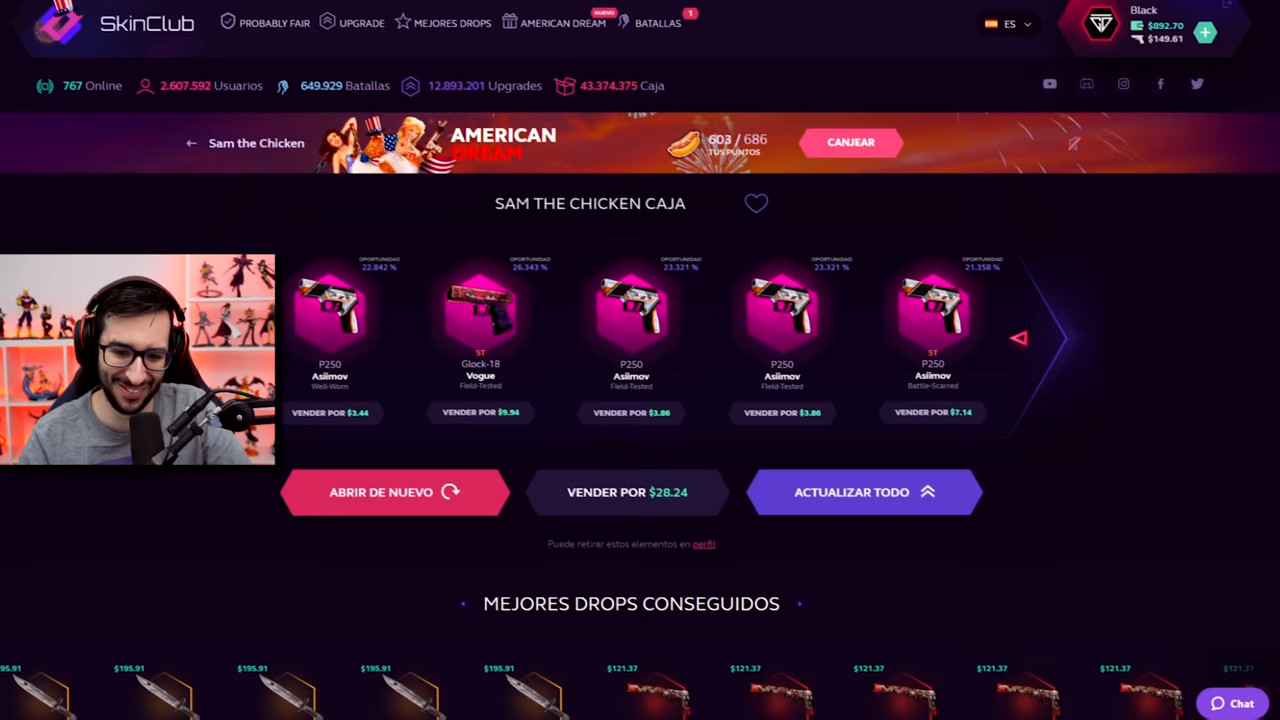 SKINCLUB
PROBABLY FAIR
UPGRADE
MEJORES DROPS
NUEVO
AMERICAN DREAM
BATALLAS
1
ES
Black
$892.70
$149.61
767 Online
2.607.592 Usuarios
649.929 Batallas
12.893.201 Upgrades
43.374.375 Caja
Sam the Chicken
AMERICAN
DREAM
603 / 686
TUS PUNTOS
CANJEAR
SAM THE CHICKEN CAJA
OPORTUNIDAD
22.842 %
P250
Asiimov
Well-Worn
VENDER POR $3.44
OPORTUNIDAD
26.343 %
ST
Glock-18
Vogue
Field-Tested
VENDER POR $9.94
OPORTUNIDAD
23.321 %
P250
Asiimov
Field-Tested
VENDER POR $3.86
OPORTUNIDAD
23.321 %
P250
Asiimov
Field-Tested
VENDER POR $3.86
OPORTUNIDAD
21.358 %
ST
P250
Asiimov
Battle-Scarred
VENDER POR $7.14
ABRIR DE NUEVO
VENDER POR $28.24
ACTUALIZAR TODO
Puede retirar estos elementos en perfil
MEJORES DROPS CONSEGUIDOS
95.91
$195.91
$195.91
$195.91
$195.91
$121.37
$121.37
$121.37
$121.37
$121.37
$121.37
Chat